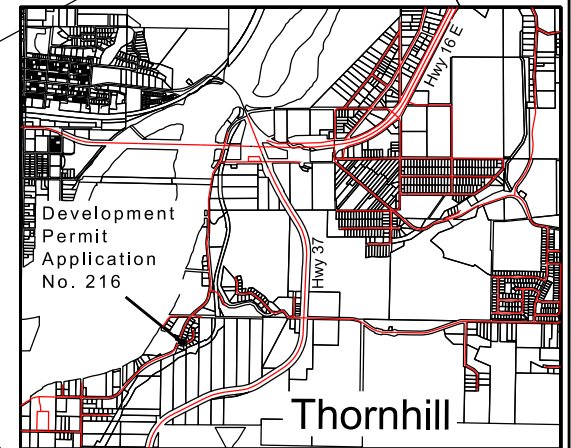 Hwy 16 E
Development
Permit
Application
No. 216
Hwy 37
Thornhill